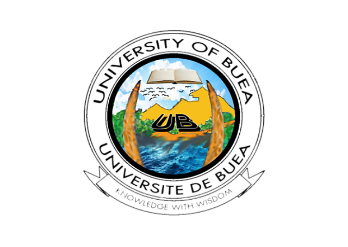 UNIVERSITY OF BUEA
UB
UNIVERSITE DE BUEA
KNOWLEDGE WITH WISDOM